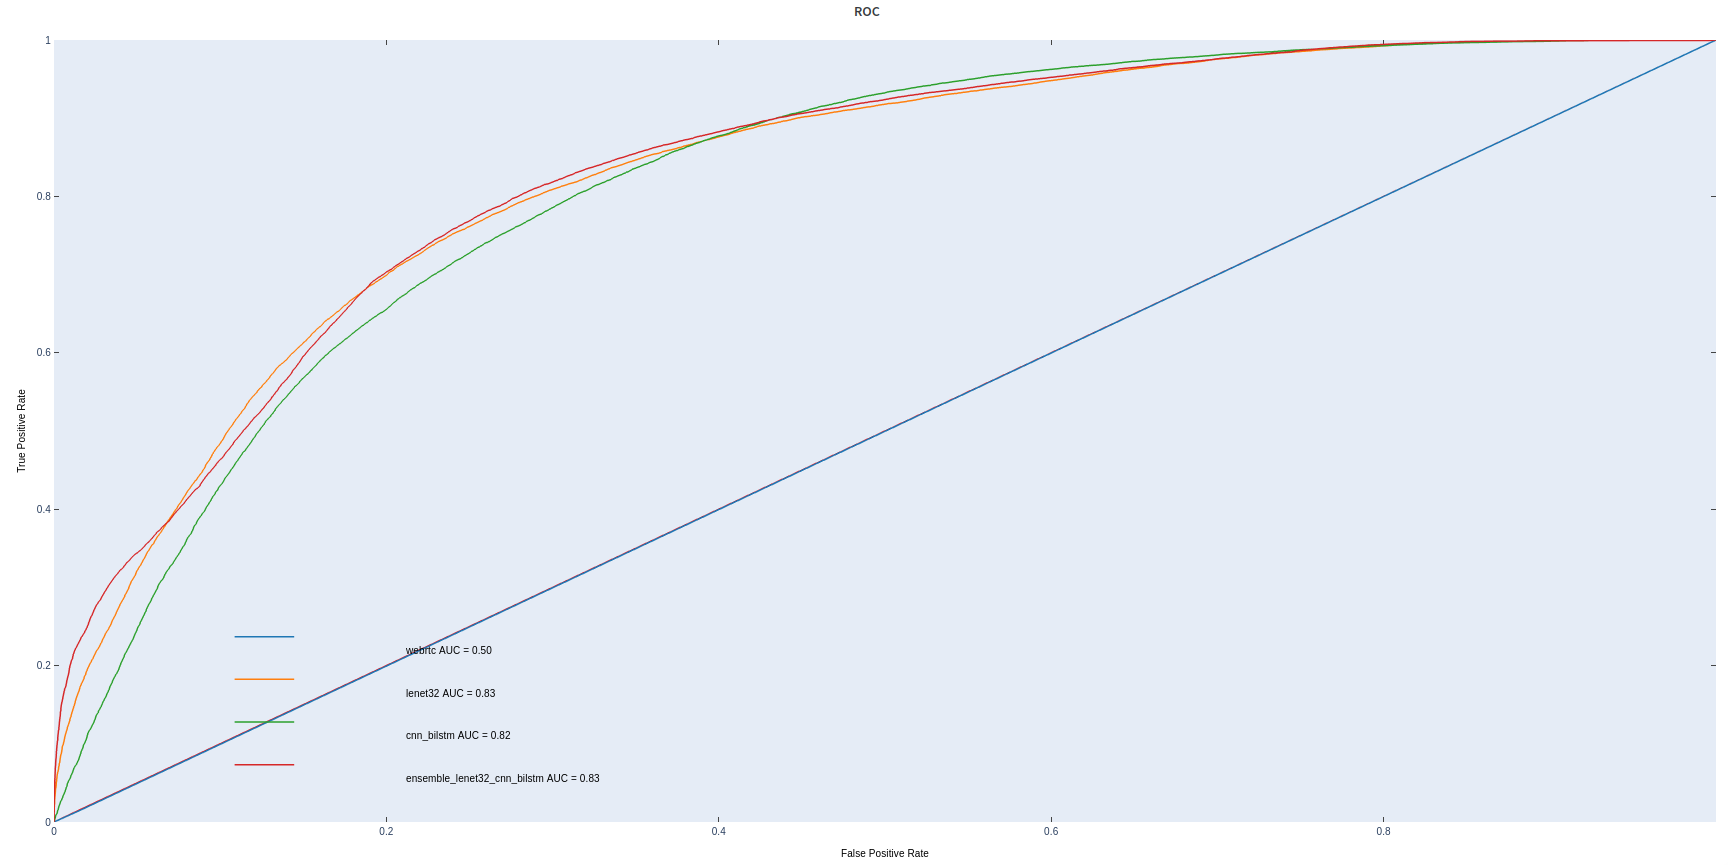 ROC
1
0.8
0.6
0.4
0.2
0
True Positive Rate
webrtc AUC = 0.50
lenet32 AUC = 0.83
cnn_bilstm AUC = 0.82
ensemble_lenet32_cnn_bilstm AUC = 0.83
0 0.2 0.4 0.6 0.8
False Positive Rate